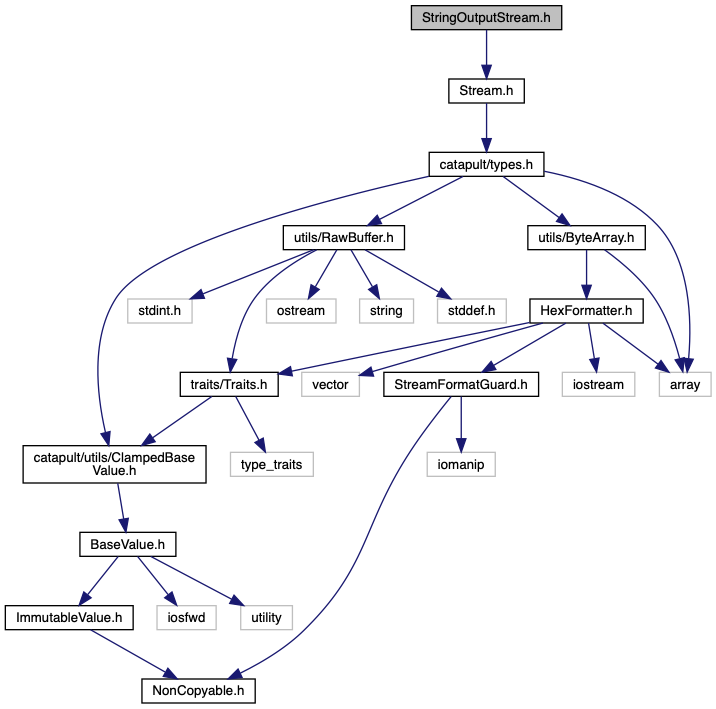 StringOutputStream.h
Stream.h
catapult/types.h
utils/RawBuffer.h
utils/ByteArray.h
stdint.h
ostream
string
stddef.h
HexFormatter.h
traits/Traits.h
vector
StreamFormatGuard.h
iostream
array
catapult/utils/ClampedBase
Value.h
type_traits
iomanip
BaseValue.h
ImmutableValue.h
iosfwd
utility
NonCopyable.h